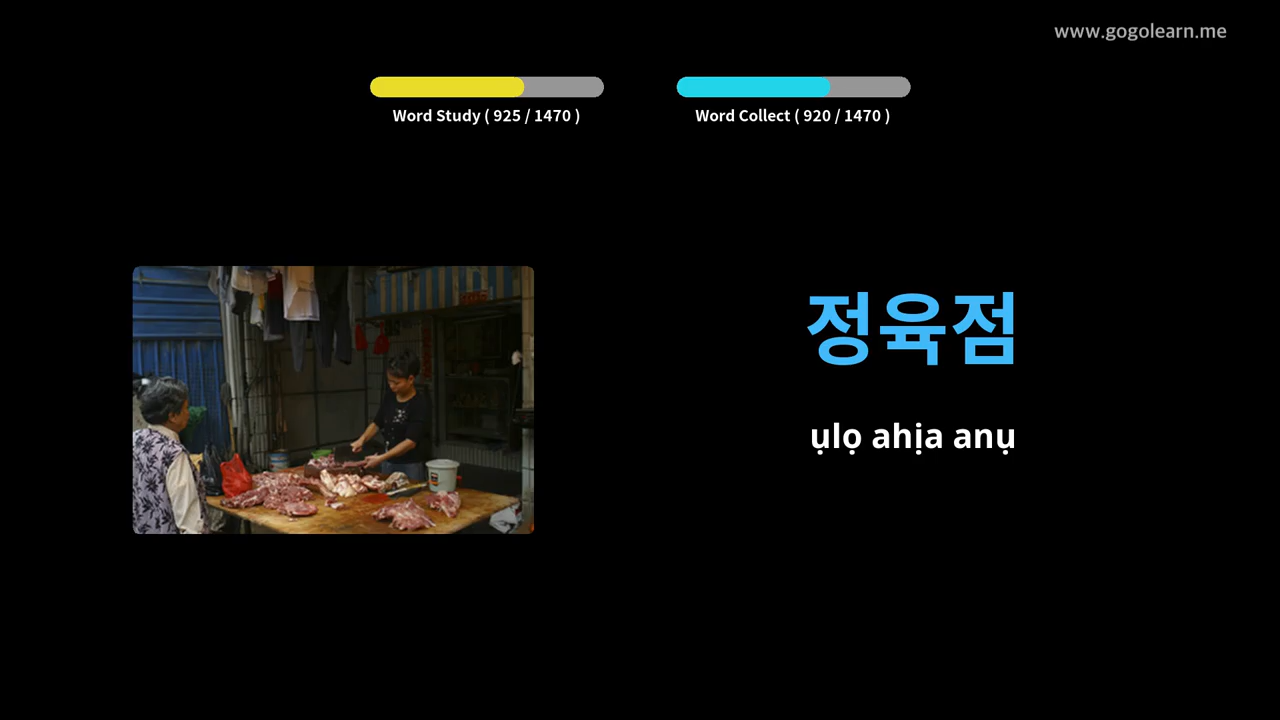 www.gogolearn.me
Word Study ( 925 / 1470 )
Word Collect ( 920 / 1470 )
정육점
ụlọ ahịa anụ